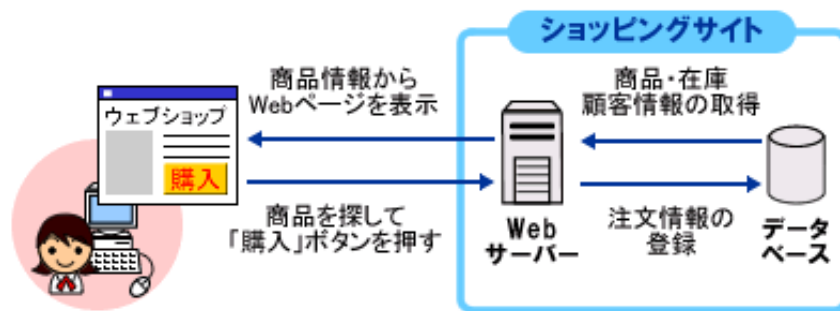 ショッピングサイト
商品情報から
Webページを表示
商品・在庫
顧客情報の取得
ウェブショップ
購入
商品を探して
「購入」ボタンを押す
Web
サーバー
注文情報の
登録
データ
ベース